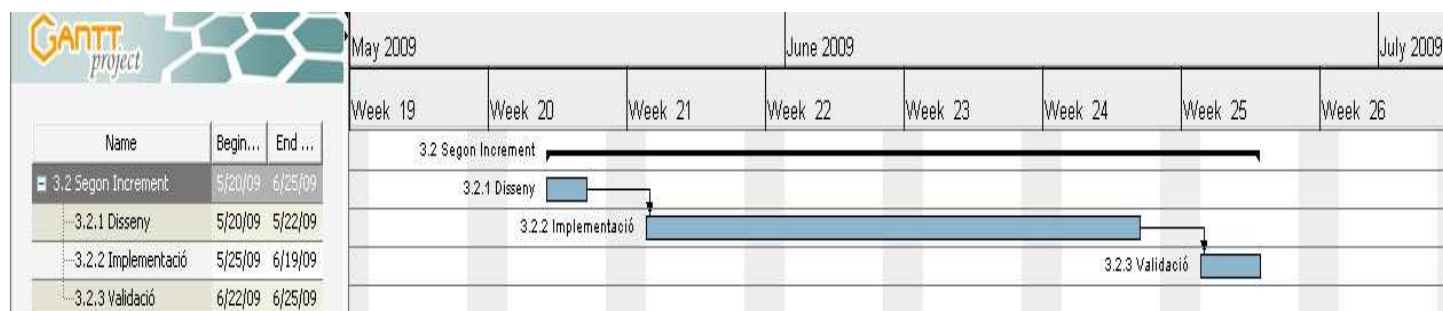 GANTT
project
May 2009 June 2009 July 2009
Week 19 Week 20 Week 21 Week 22 Week 23 Week 24 Week 25 Week 26
Name Begin... End ...
3.2 Segon Increment 5/20/09 6/25/09
3.2.1 Disseny 5/20/09 5/22/09
3.2.2 Implementació 5/25/09 6/19/09
3.2.3 Validació 6/22/09 6/25/09
3.2 Segon Increment
3.2.1 Disseny
3.2.2 Implementació
3.2.3 Validació